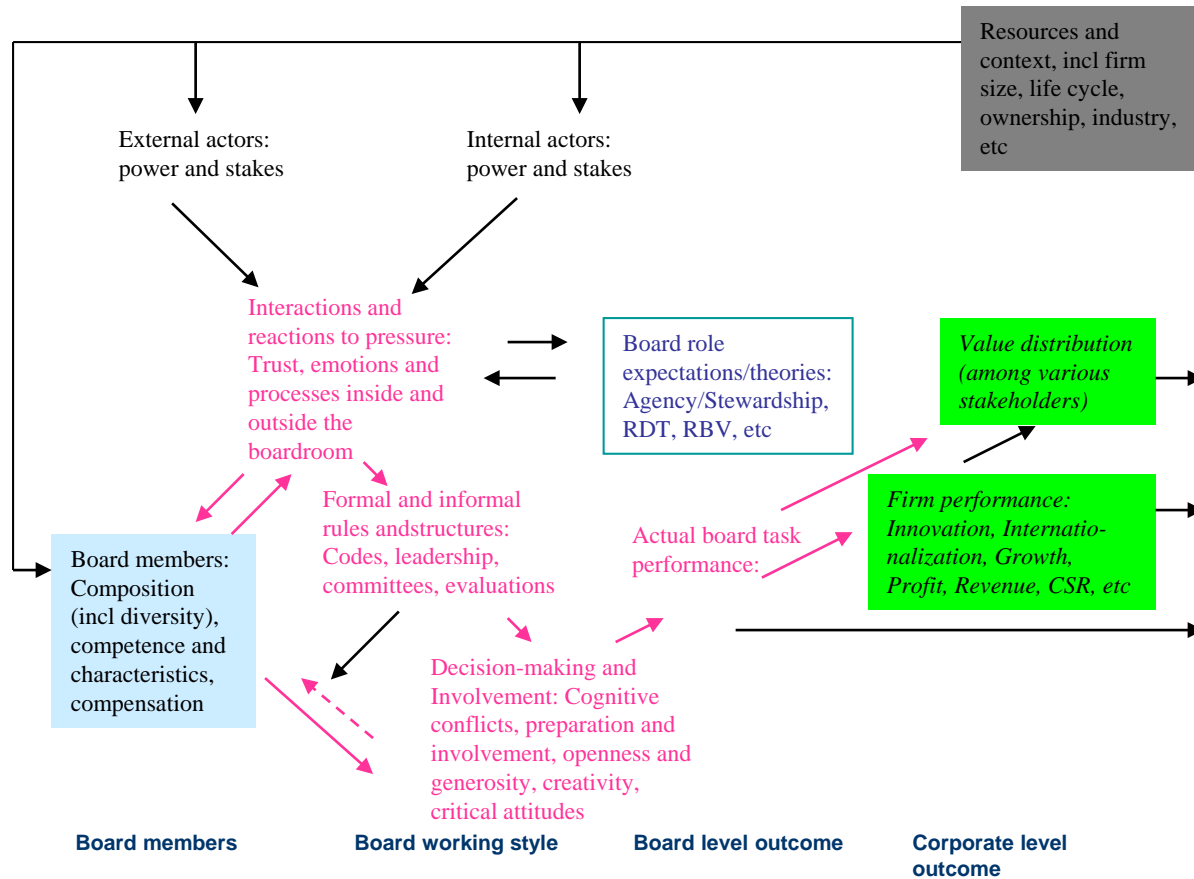 Resources and
context, incl firm
size, life cycle,
ownership, industry,
etc
External actors:
power and stakes
Internal actors:
power and stakes
Interactions and
reactions to pressure:
Trust, emotions and
processes inside and
outside the
boardroom
Board role
expectations/theories:
Agency/Stewardship,
RDT, RBV, etc
Value distribution
(among various
stakeholders)
Formal and informal
rules andstructures:
Codes, leadership,
committees, evaluations
Actual board task
performance:
Firm performance:
Innovation, Internatio-
nalization, Growth,
Profit, Revenue, CSR, etc
Board members:
Composition
(incl diversity),
competence and
characteristics,
compensation
Decision-making and
Involvement: Cognitive
conflicts, preparation and
involvement, openness and
generosity, creativity,
critical attitudes
Board members
Board working style
Board level outcome
Corporate level
outcome